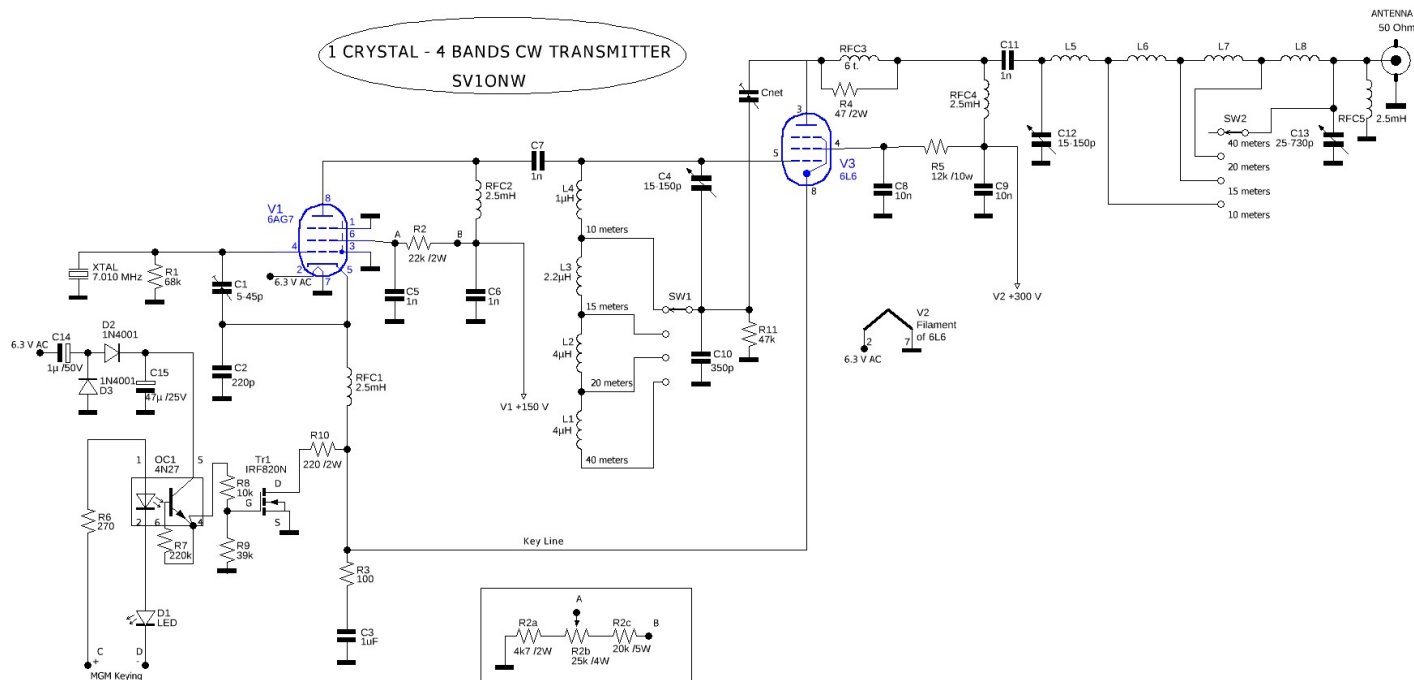 1 CRYSTAL - 4 BANDS CW TRANSMITTER
SV1ONW
ANTENNA
50 Ohm
RFC3
6 t.
R4
47 /2W
C11
1n
L5
L6
L7
L8
Cnet
RFC4
2.5mH
RFC5
2.5mH
C12
15-150p
SW2
40 meters
20 meters
15 meters
10 meters
C13
25-730p
3
5
4
8
V3
6L6
R5
12k /10w
C8
10n
C9
10n
V2 +300 V
C7
1n
C4
15-150p
RFC2
2.5mH
V1
6AG7
8
1
6
3
4
2
7
5
6.3 V AC
A
R2
22k /2W
B
C5
1n
C6
1n
V1 +150 V
L4
1µH
10 meters
L3
2.2µH
15 meters
L2
4µH
20 meters
L1
4µH
40 meters
SW1
R11
47k
C10
350p
V2
Filament
of 6L6
2
7
6.3 V AC
XTAL
7.010 MHz
R1
68k
C1
5-45p
C2
220p
RFC1
2.5mH
6.3 V AC
C14
1µ /50V
D2
1N4001
1N4001
D3
C15
47µ /25V
R10
220 /2W
Tr1
IRF820N
D
G
S
OC1
4N27
1
5
2
6
4
R6
270
R7
220k
R8
10k
R9
39k
Key Line
R3
100
C3
1uF
D1
LED
C
+
D
-
MGM Keying
A
R2a
4k7 /2W
R2b
25k /4W
R2c
20k /5W
B